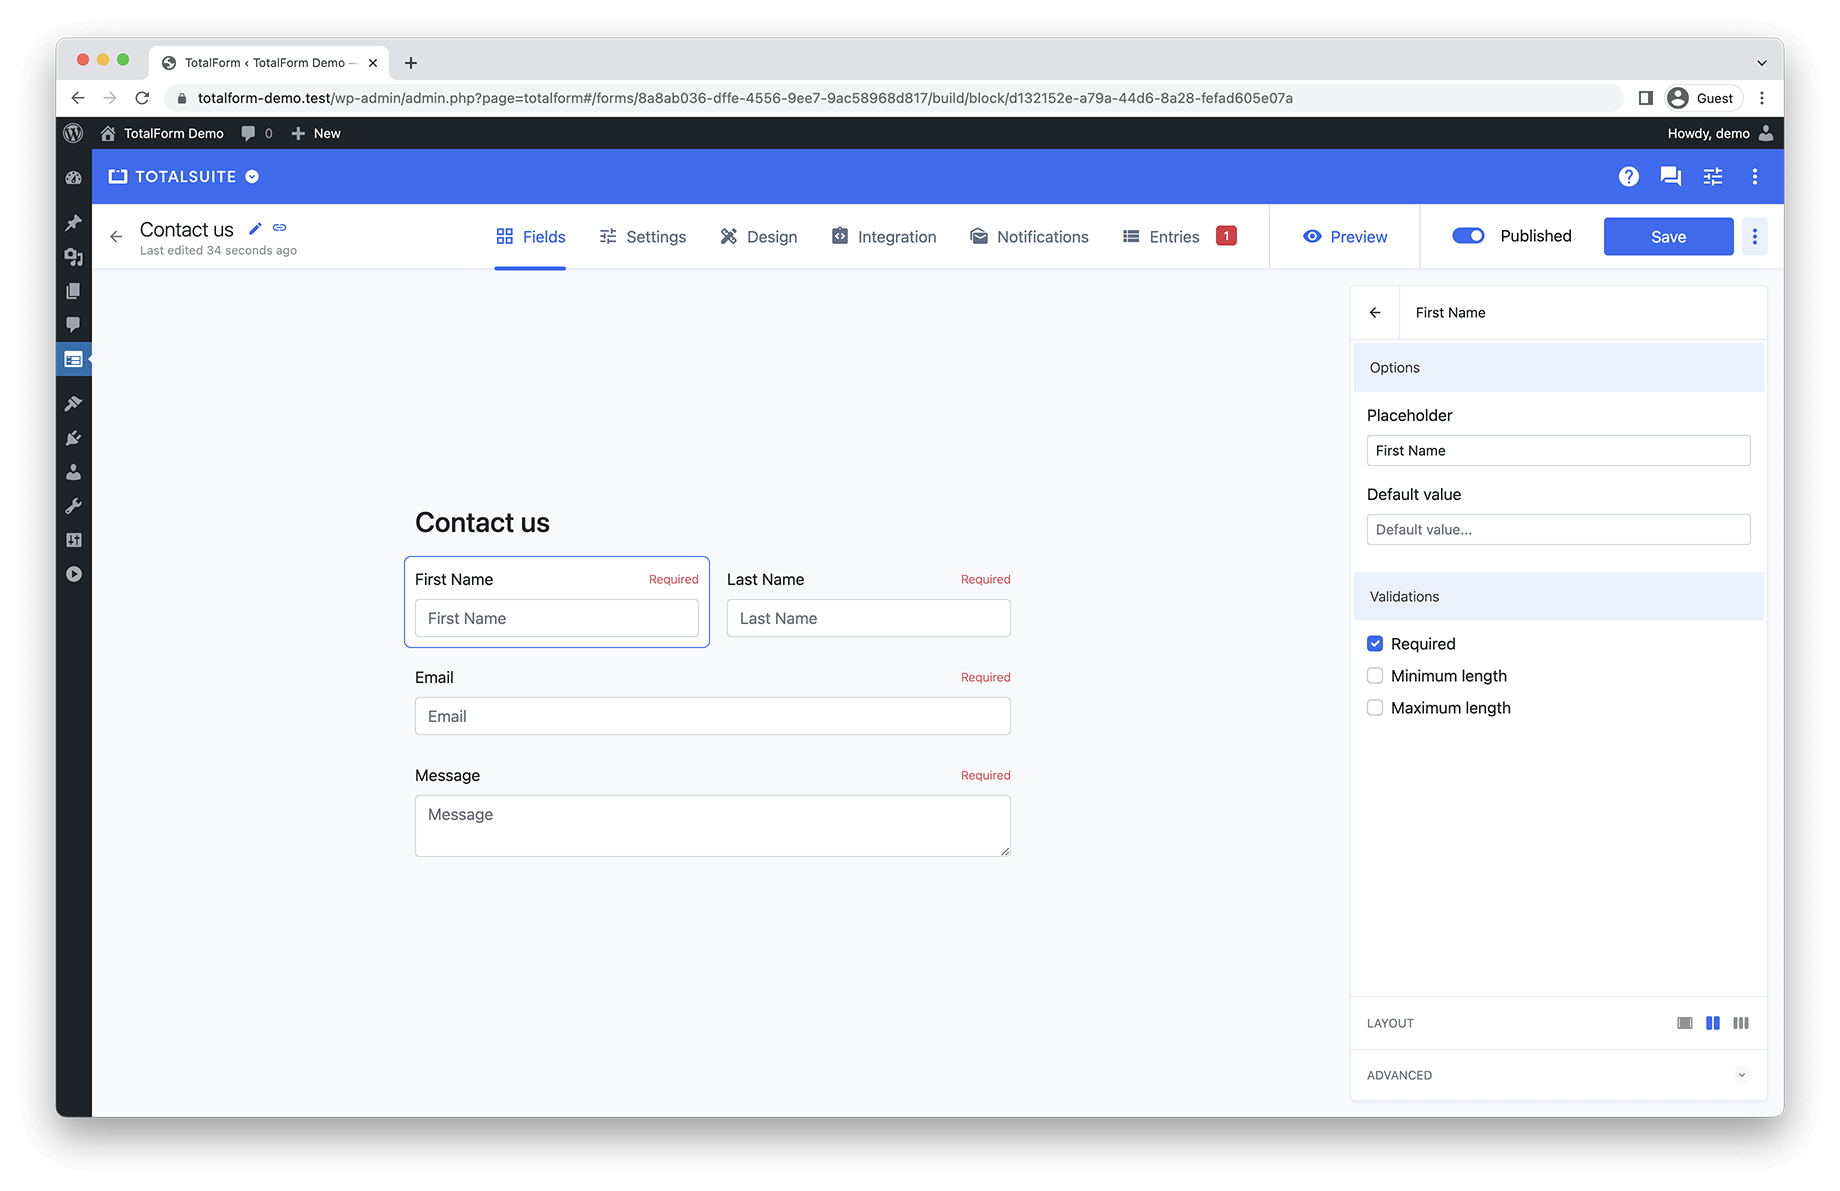 TotalForm ‹ TotalForm Demo —
totalform-demo.test/wp-admin/admin.php?page=totalform#/forms/8a8ab036-dffe-4556-9ee7-9ac58968d817/build/block/d132152e-a79a-44d6-8a28-fefad605e07a
Guest
TotalForm Demo 0 New
Howdy, demo
TOTALSUITE
Contact us
Last edited 34 seconds ago
Fields Settings Design Integration Notifications Entries 1
Preview
Published
Save
Contact us
First Name Required
First Name
Last Name Required
Last Name
Email Required
Email
Message Required
Message
First Name
Options
Placeholder
First Name
Default value
Default value...
Validations
Required
Minimum length
Maximum length
LAYOUT
ADVANCED